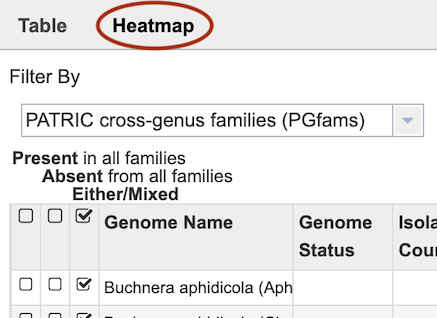 Table Heatmap
Filter By
PATRIC cross-genus families (PGfams)
Present in all families
Absent from all families
Either/Mixed
Genome Name Genome Status Isola Cour
Buchnera aphidicola (Aph